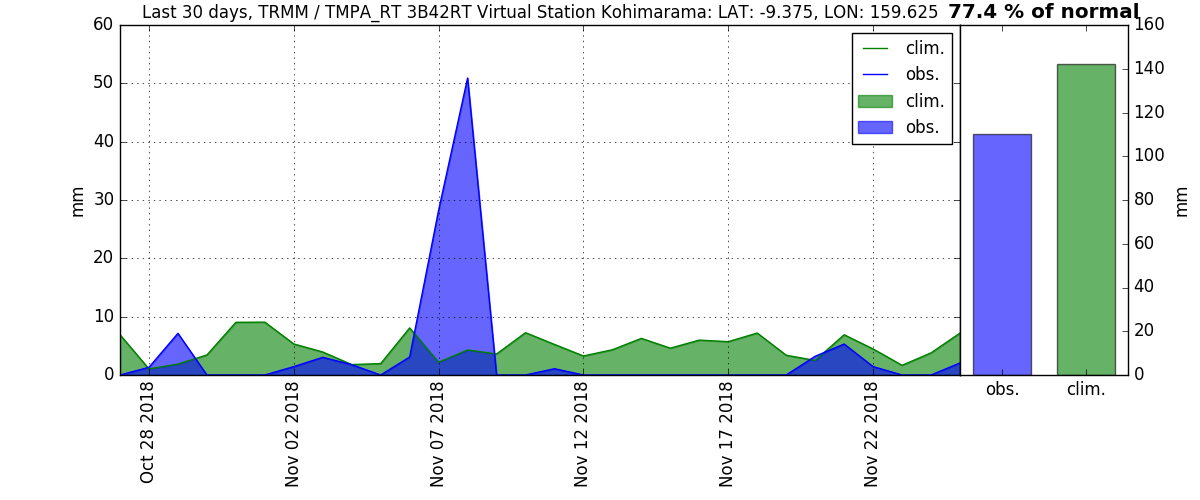 Last 30 days, TRMM / TMPA_RT 3B42RT Virtual Station Kohimarama: LAT: -9.375, LON: 159.625 77.4 % of normal
60
50
40
30
20
10
0
mm
clim.
obs.
clim.
obs.
160
140
120
100
80
60
40
20
0
mm
obs. clim.
Oct 28 2018
Nov 02 2018
Nov 07 2018
Nov 12 2018
Nov 17 2018
Nov 22 2018